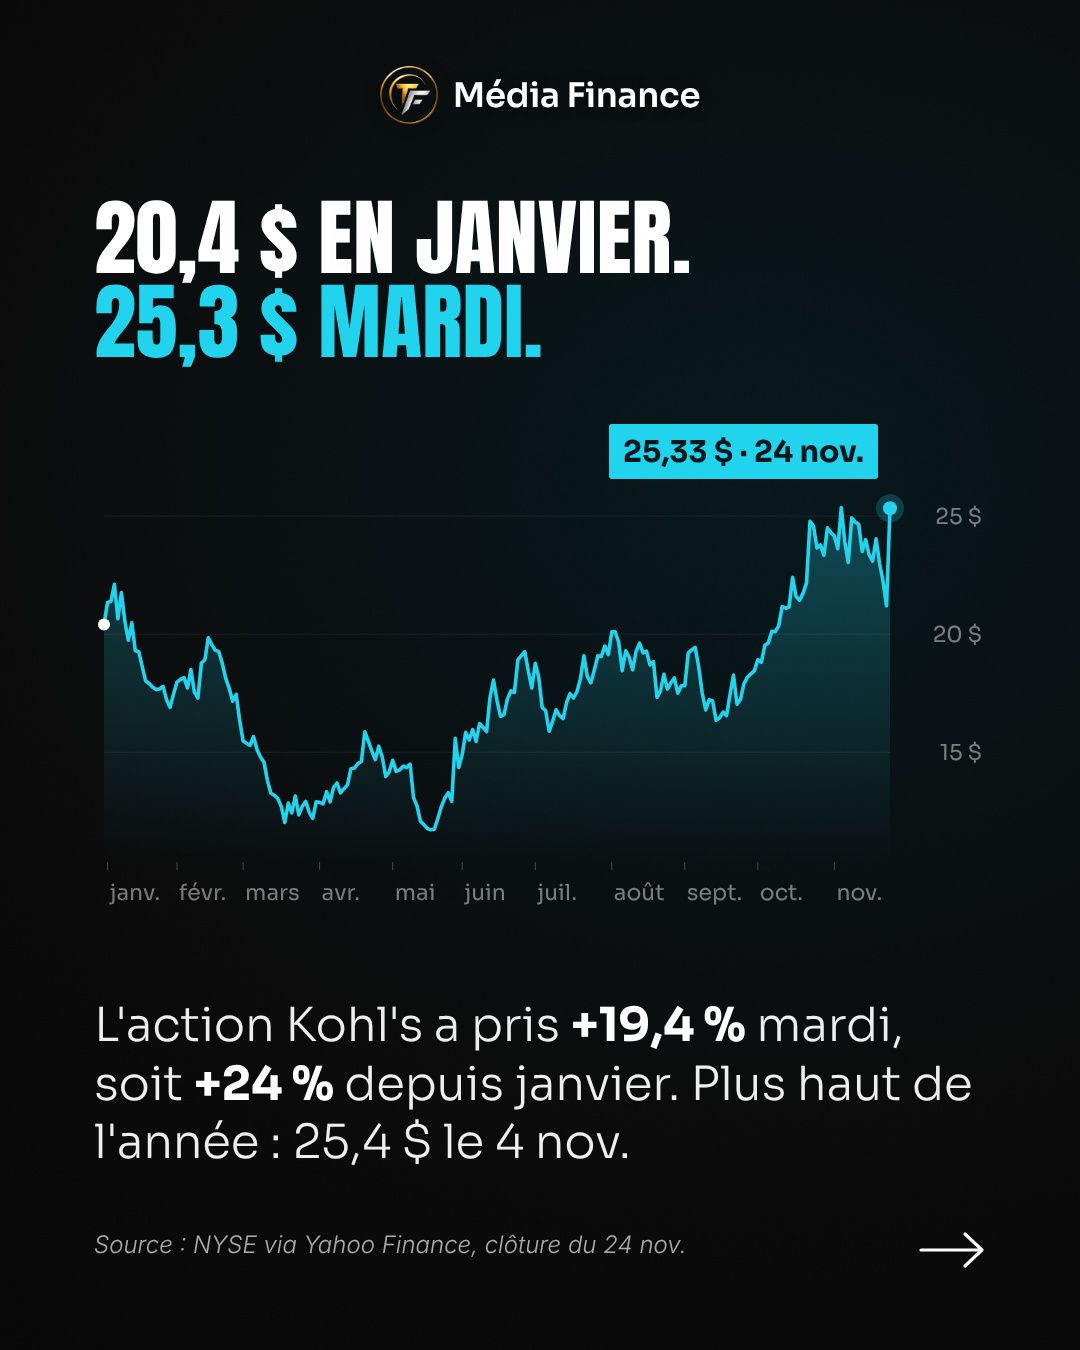 TF Média Finance
20,4 $ EN JANVIER.
25,3 $ MARDI.
25,33 $ · 24 nov.
25 $
20 $
15 $
janv. févr. mars avr. mai juin juil. août sept. oct. nov.
L'action Kohl's a pris +19,4 % mardi,
soit +24 % depuis janvier. Plus haut de
l'année : 25,4 $ le 4 nov.
Source : NYSE via Yahoo Finance, clôture du 24 nov.